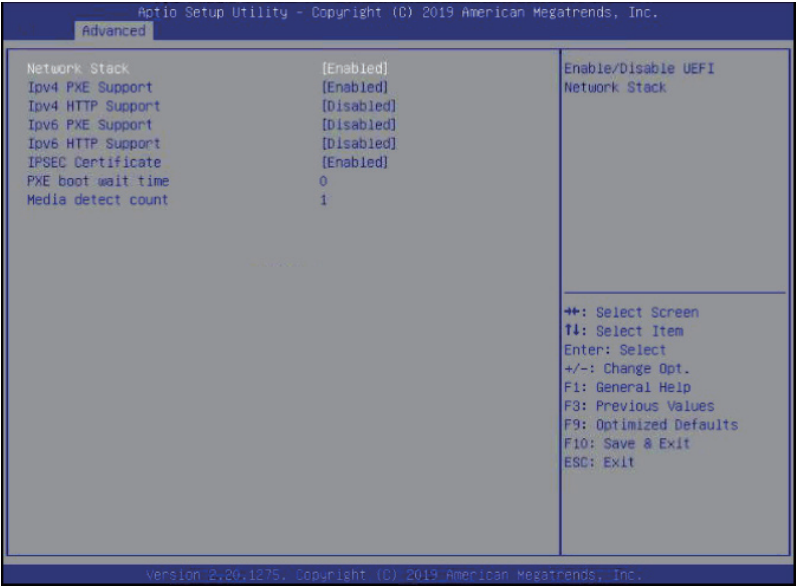 Aptio Setup Utility - Copyright (C) 2019 American Megatrends, Inc.
Advanced
Network Stack [Enabled]
Ipv4 PXE Support [Enabled]
Ipv4 HTTP Support [Disabled]
Ipv6 PXE Support [Disabled]
Ipv6 HTTP Support [Disabled]
IPSEC Certificate [Enabled]
PXE boot wait time 0
Media detect count 1
Enable/Disable UEFI
Network Stack
→←: Select Screen
↑↓: Select Item
Enter: Select
+/-: Change Opt.
F1: General Help
F3: Previous Values
F9: Optimized Defaults
F10: Save & Exit
ESC: Exit
Version 2.20.1275. Copyright (C) 2019 American Megatrends, Inc.